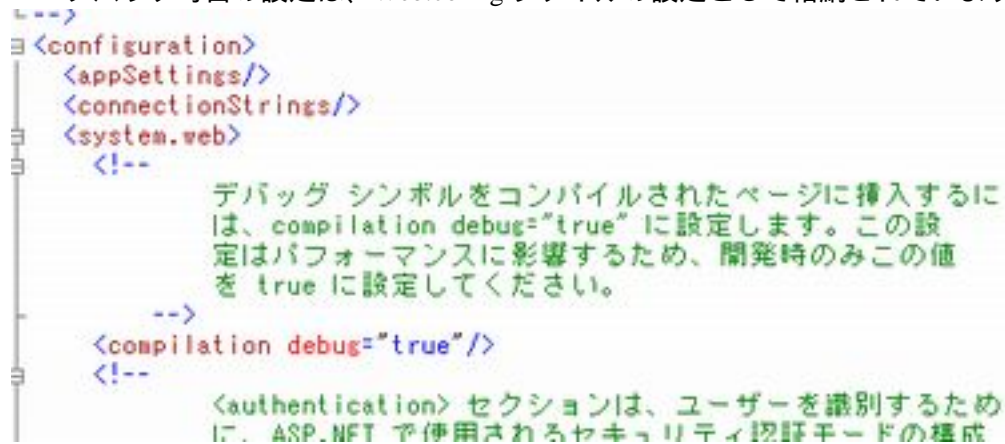 -->
<configuration>
<appSettings/>
<connectionStrings/>
<system.web>
<!--
デバッグ シンボルをコンパイルされたページに挿入するに
は、compilation debug="true" に設定します。この設
定はパフォーマンスに影響するため、開発時のみこの値
を true に設定してください。
-->
<compilation debug="true"/>
<!--
<authentication> セクションは、ユーザーを識別するため
に、ASP.NET で使用されるセキュリティ認証モードの構成